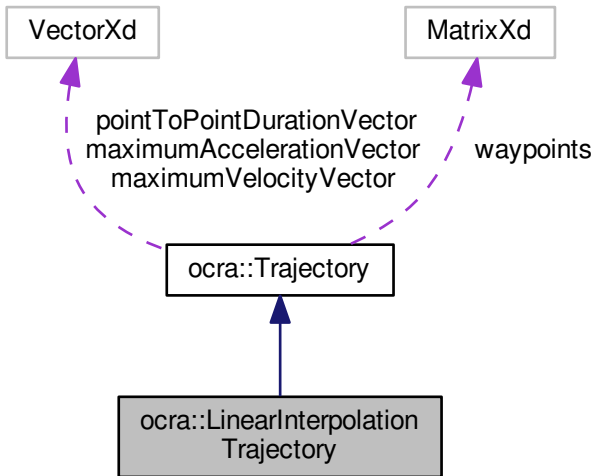 VectorXd
MatrixXd
pointToPointDurationVector
maximumAccelerationVector
maximumVelocityVector
waypoints
ocra::Trajectory
ocra::LinearInterpolation
Trajectory